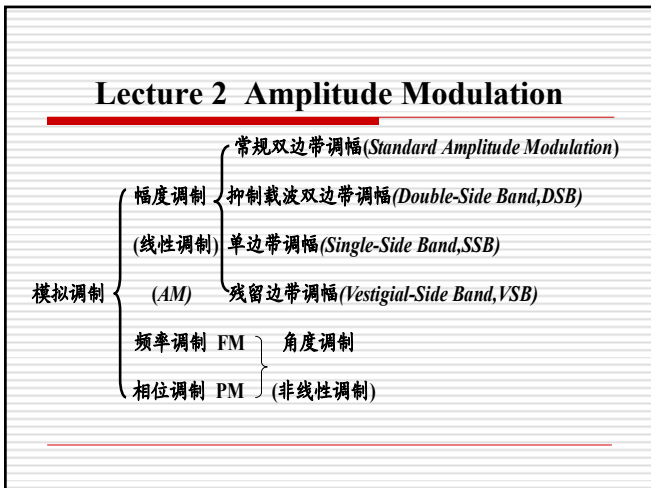 Lecture 2 Amplitude Modulation
常规双边带调幅(Standard Amplitude Modulation)
幅度调制 抑制载波双边带调幅(Double-Side Band,DSB)
(线性调制) 单边带调幅(Single-Side Band,SSB)
模拟调制 (AM) 残留边带调幅(Vestigial-Side Band,VSB)
频率调制 FM 角度调制
相位调制 PM (非线性调制)